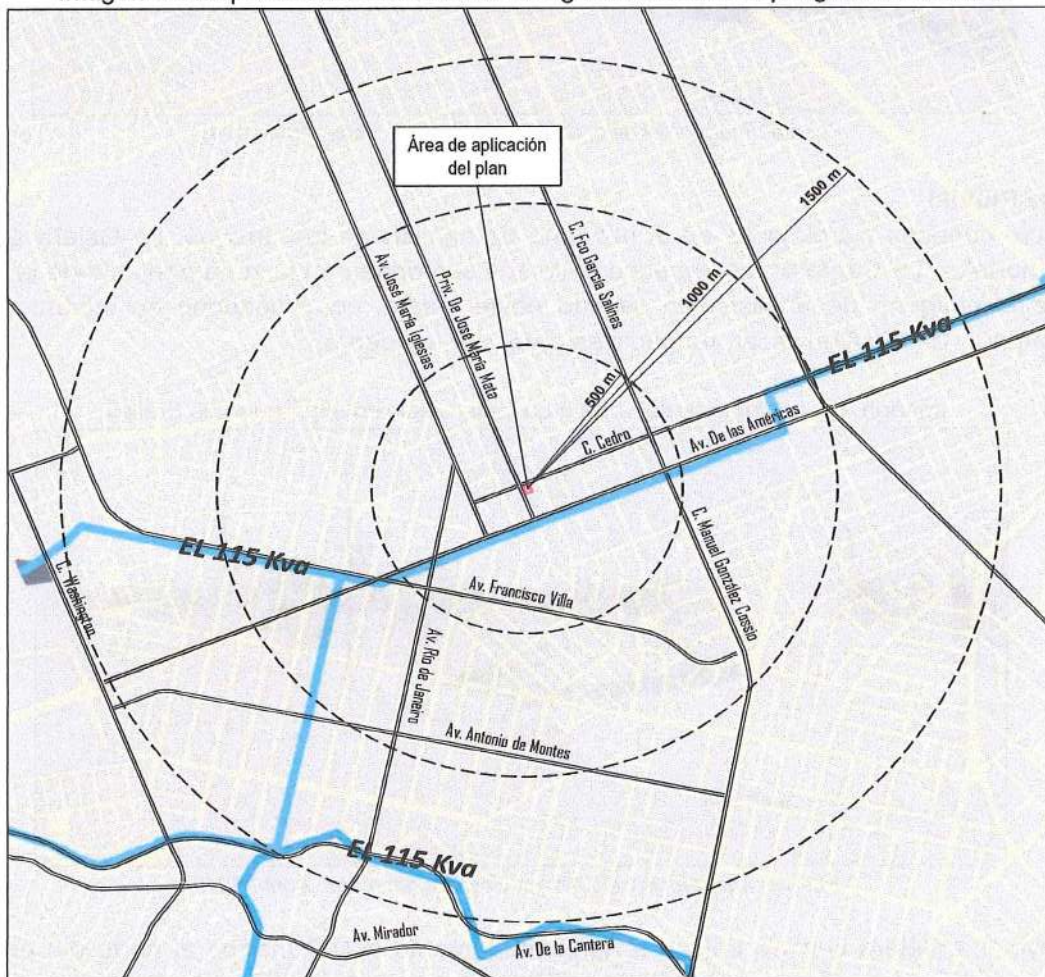 Área de aplicación
del plan
1500 m
1000 m
500 m
Av. José María Iglesias
Priv. De José María Mata
C. Fco García Salinas
EL 115 Kva
C. Cedro
Av. De las Américas
EL 115 Kva
C. Washington
Av. Francisco Villa
C. Manuel González Cossio
Av. Río de Janeiro
Av. Antonio de Montes
EL 115 Kva
Av. Mirador
Av. De la Cantera